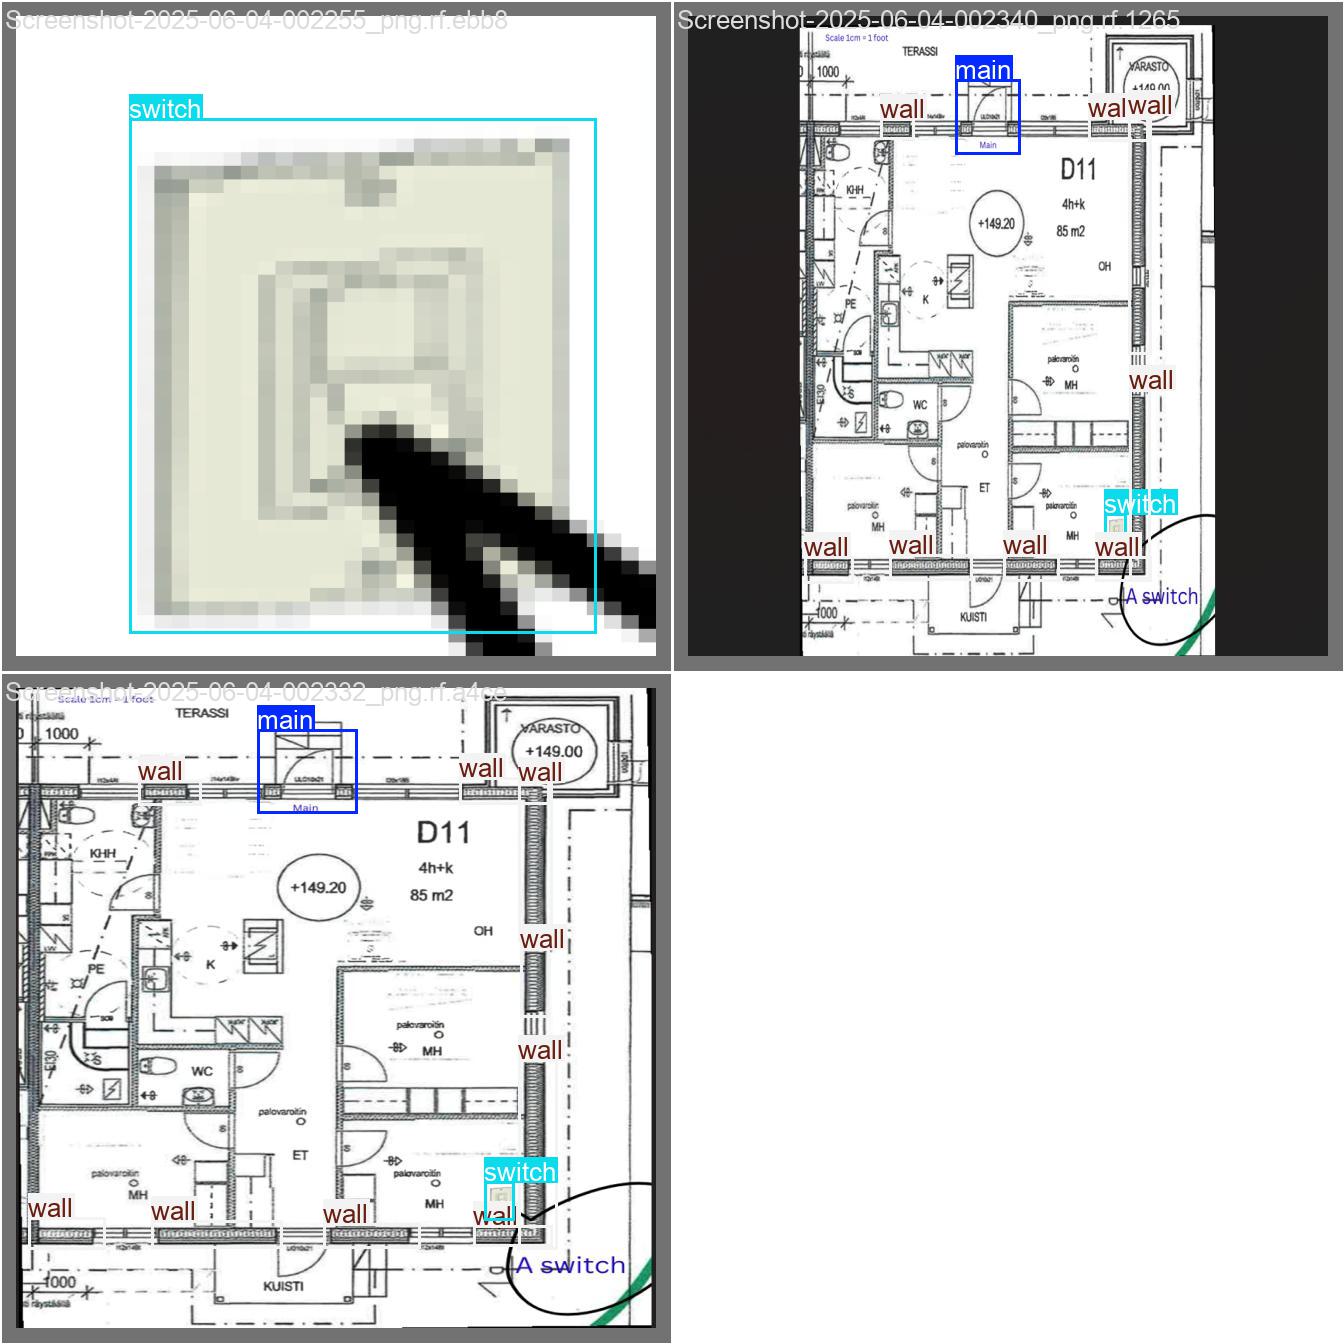 Screenshot-2025-06-04-002255_png.rf.ebb8
switch
Screenshot-2025-06-04-002340_png.rf.1265
Scale 1cm = 1 foot
TERASSI
main
1000
VARASTO
+149.00
wall
wall
wall
Main
D11
KHH
4h+k
+149.20
85 m2
OH
PE
K
palovaroitin
MH
wall
WC
S
palovaroitin
ET
switch
palovaroitin
MH
palovaroitin
MH
wall
wall
wall
wall
A switch
1000
KUISTI
Screenshot-2025-06-04-002332_png.rf.a4ce
Scale 1cm = 1 foot
TERASSI
main
1000
VARASTO
+149.00
wall
wall
wall
Main
D11
KHH
4h+k
+149.20
85 m2
OH
wall
PE
K
palovaroitin
MH
wall
WC
S
palovaroitin
ET
palovaroitin
MH
switch
palovaroitin
MH
wall
wall
wall
wall
A switch
1000
KUISTI